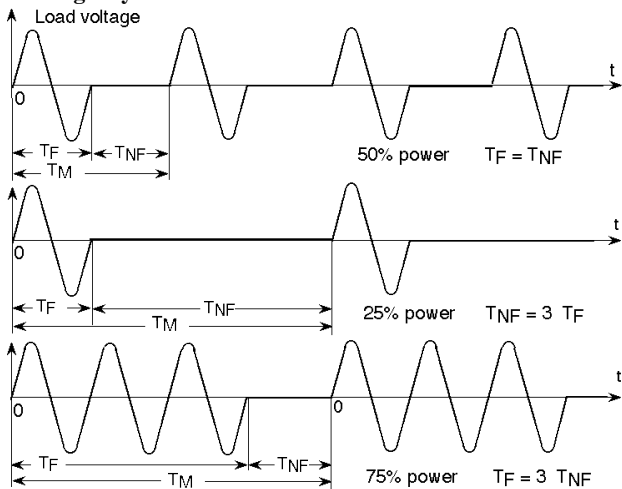 Load voltage
t
0
TF
TNF
TM
50% power TF = TNF
t
0
TF
TNF
TM
25% power TNF = 3 TF
t
0
0
TF
TNF
TM
75% power TF = 3 TNF